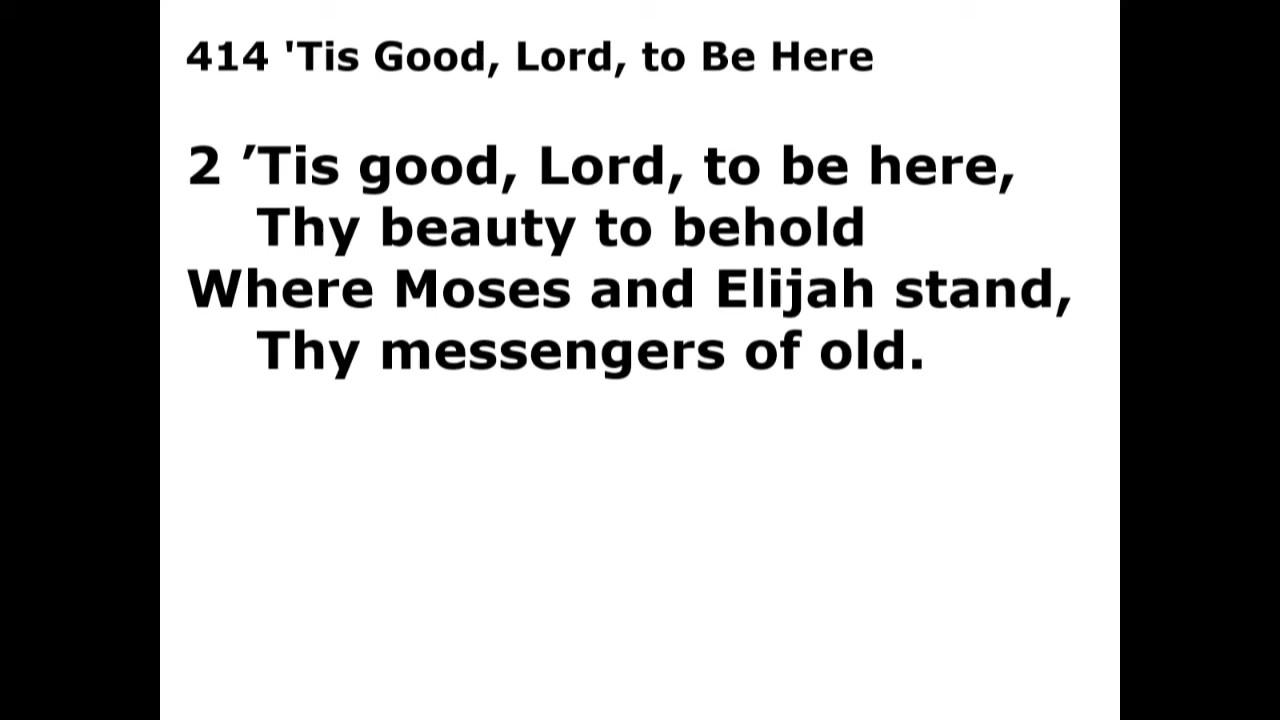 414 'Tis Good, Lord, to Be Here
2 ′Tis good, Lord, to be here,
Thy beauty to behold
Where Moses and Elijah stand,
Thy messengers of old.